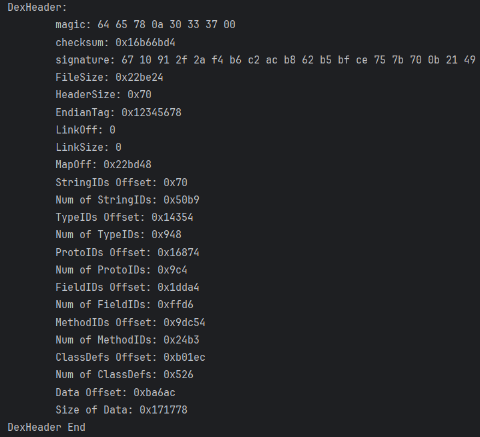 DexHeader:
magic: 64 65 78 0a 30 33 37 00
checksum: 0x16b66bd4
signature: 67 10 91 2f 2a f4 b6 c2 ac b8 62 b5 bf ce 75 7b 70 0b 21 49
FileSize: 0x22be24
HeaderSize: 0x70
EndianTag: 0x12345678
LinkOff: 0
LinkSize: 0
MapOff: 0x22bd48
StringIDs Offset: 0x70
Num of StringIDs: 0x50b9
TypeIDs Offset: 0x14354
Num of TypeIDs: 0x948
ProtoIDs Offset: 0x16874
Num of ProtoIDs: 0x9c4
FieldIDs Offset: 0x1dda4
Num of FieldIDs: 0xffd6
MethodIDs Offset: 0x9dc54
Num of MethodIDs: 0x24b3
ClassDefs Offset: 0xb01ec
Num of ClassDefs: 0x526
Data Offset: 0xba6ac
Size of Data: 0x171778
DexHeader End